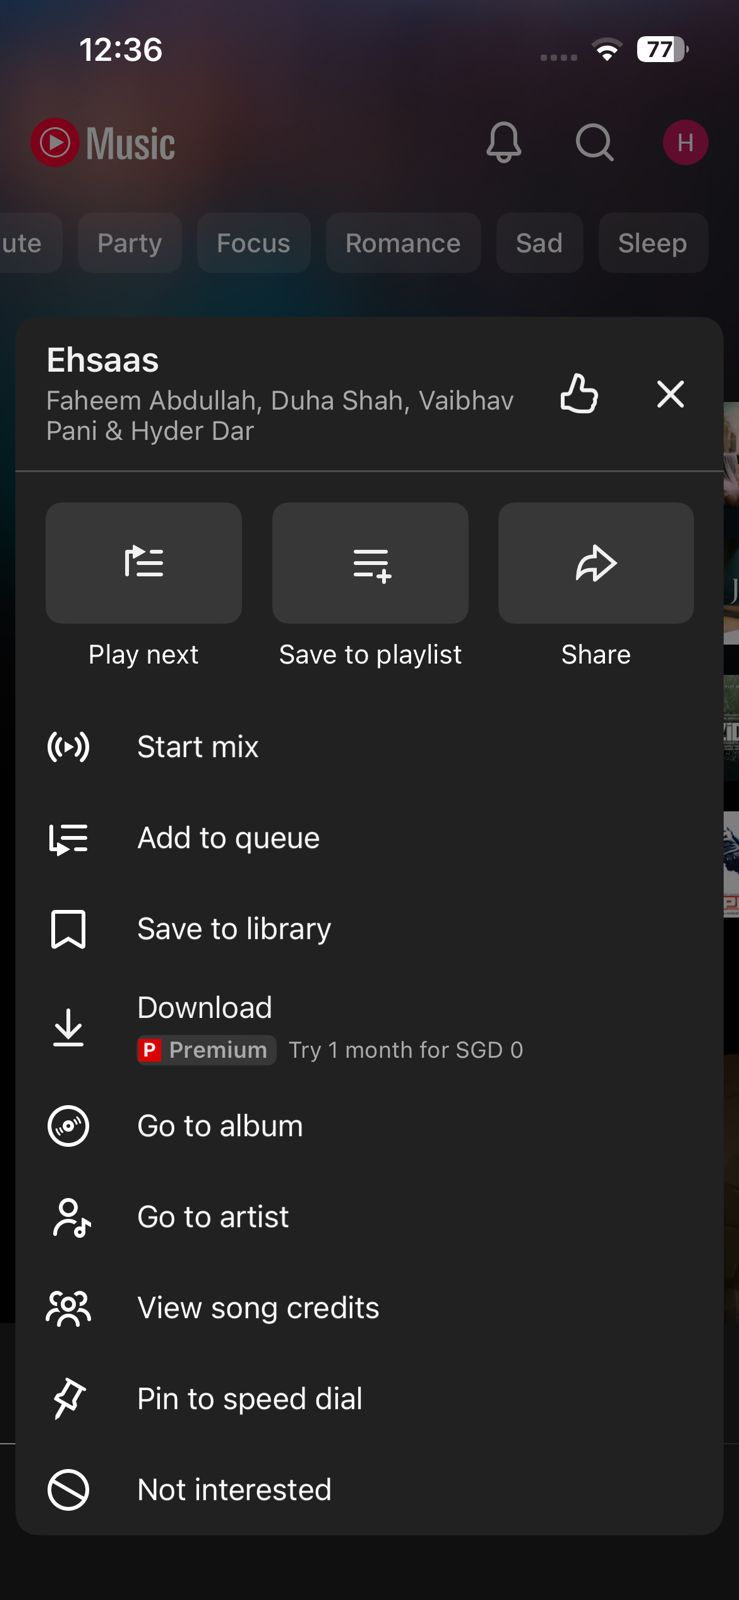 12:36
77
Music
H
ute
Party
Focus
Romance
Sad
Sleep
Ehsaas
Faheem Abdullah, Duha Shah, Vaibhav
Pani & Hyder Dar
Play next
Save to playlist
Share
Start mix
Add to queue
Save to library
Download
P Premium Try 1 month for SGD 0
Go to album
Go to artist
View song credits
Pin to speed dial
Not interested